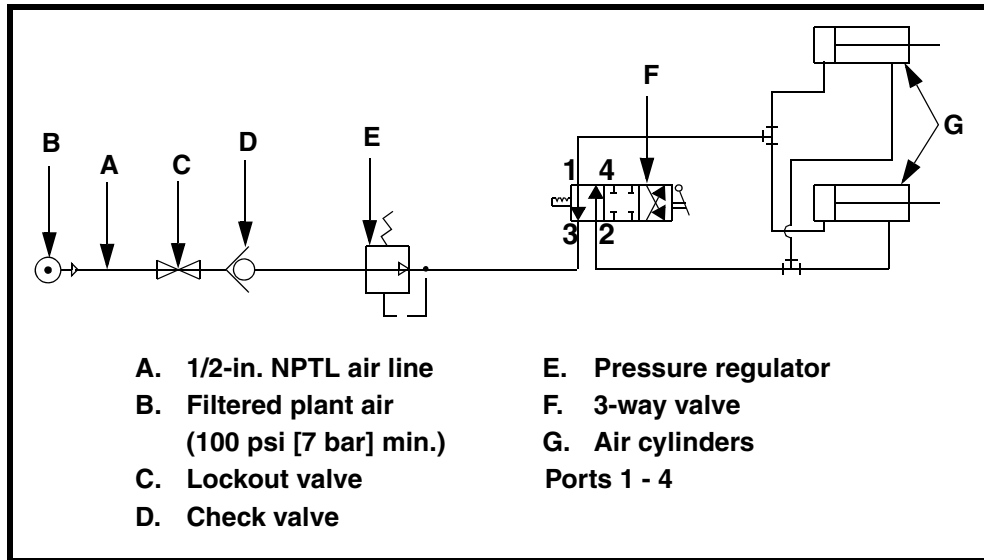 F
G
B
A
C
D
E
1 4
3 2
A. 1/2-in. NPTL air line
B. Filtered plant air
(100 psi [7 bar] min.)
C. Lockout valve
D. Check valve
E. Pressure regulator
F. 3-way valve
G. Air cylinders
Ports 1 - 4